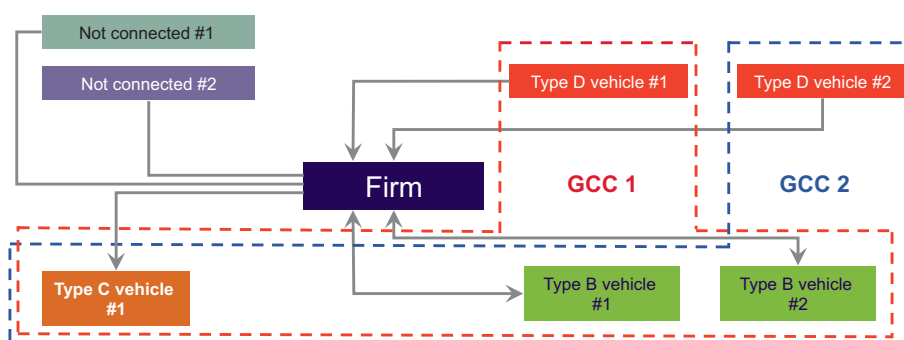 Not connected #1
Not connected #2
Type D vehicle #1
Type D vehicle #2
Firm
GCC 1
GCC 2
Type C vehicle
#1
Type B vehicle
#1
Type B vehicle
#2